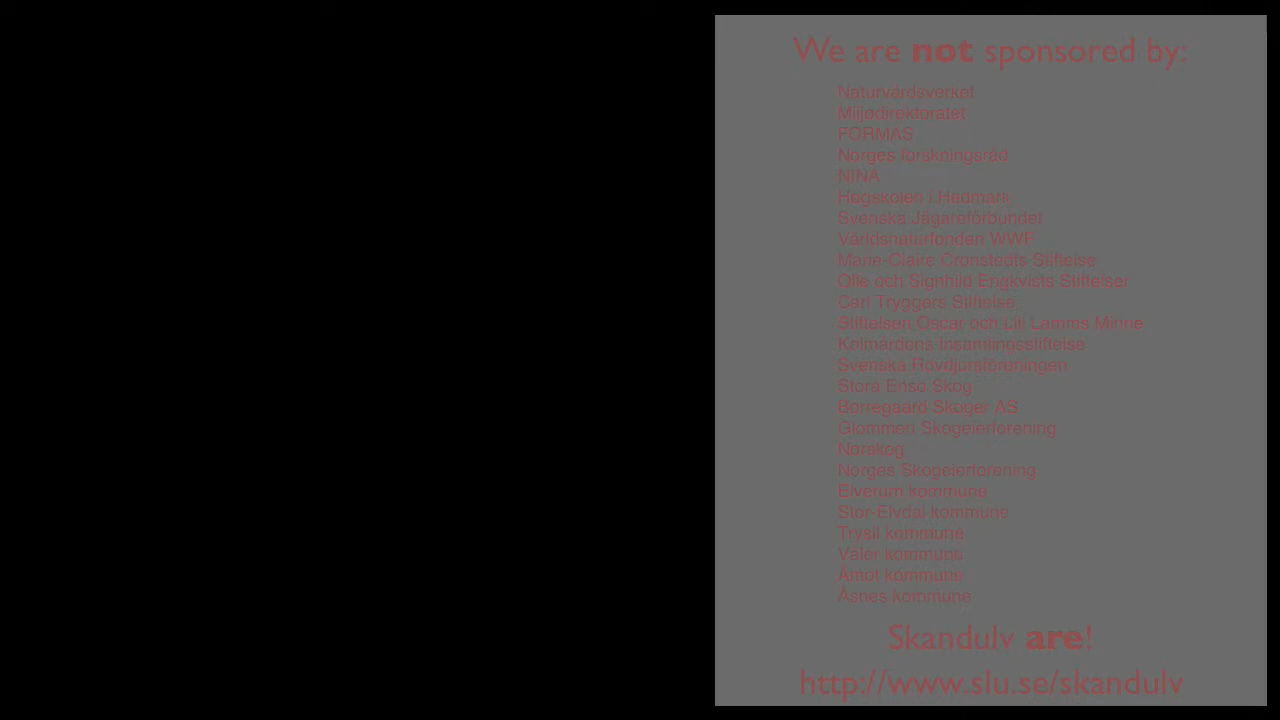 We are not sponsored by:
Naturvårdsverket
Miljødirektoratet
FORMAS
Norges forskningsråd
NINA
Høgskolen i Hedmark
Svenska Jägareförbundet
Världsnaturfonden WWF
Marie-Claire Cronstedts Stiftelse
Olle och Signhild Engkvists Stiftelser
Carl Tryggers Stiftelse
Stiftelsen Oscar och Lili Lamms Minne
Kolmårdens Insamlingsstiftelse
Svenska Rovdjursföreningen
Stora Enso Skog
Borregaard Skoger AS
Glommen Skogeierforening
Norskog
Norges Skogeierforening
Elverum kommune
Stor-Elvdal kommune
Trysil kommune
Våler kommune
Åmot kommune
Åsnes kommune
Skandulv are!
http://www.slu.se/skandulv